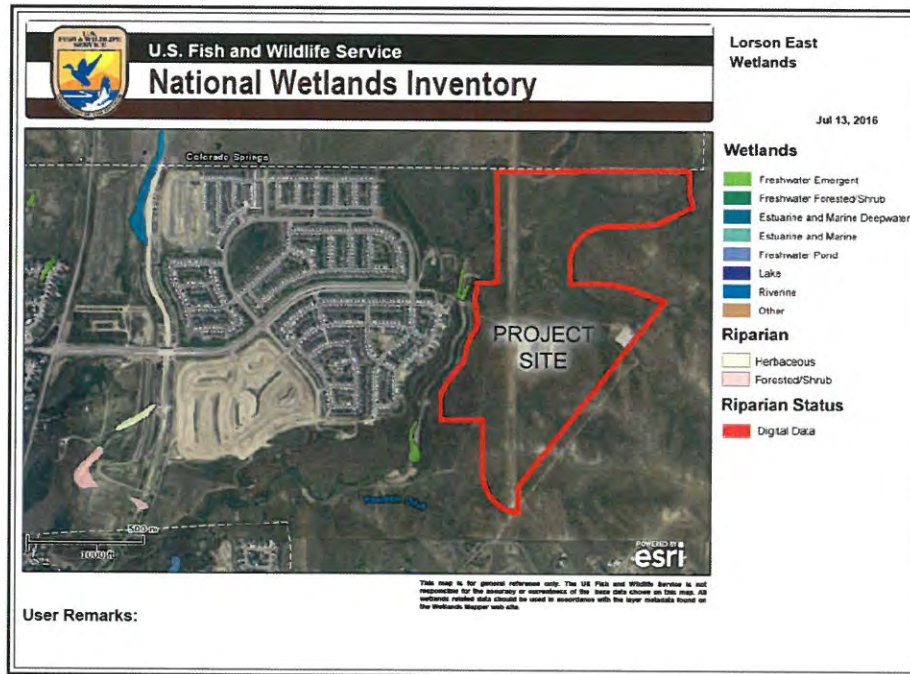 U.S.
FISH & WILDLIFE
SERVICE
U.S. Fish and Wildlife Service
National Wetlands Inventory
Lorson East
Wetlands
Jul 13, 2016
Colorado Springs
PROJECT
SITE
500 m
1000 ft
POWERED BY
esri
Wetlands
Freshwater Emergent
Freshwater Forested/Shrub
Estuarine and Marine Deepwater
Estuarine and Marine
Freshwater Pond
Lake
Riverine
Other
Riparian
Herbaceous
Forested/Shrub
Riparian Status
Digital Data
This map is for general reference only. The US Fish and Wildlife Service is not
responsible for the accuracy or currentness of the base data shown on this map. All
wetlands related data should be used in accordance with the layer metadata found on
the Wetlands Mapper web site.
User Remarks: